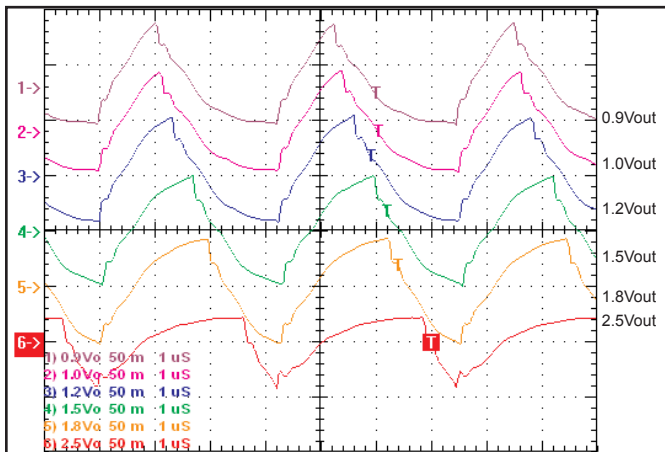 1->
2->
3->
4->
5->
6->
T
T
T
T
T
T
0.9Vout
1.0Vout
1.2Vout
1.5Vout
1.8Vout
2.5Vout
1) 0.9Vo 50 m 1 uS
2) 1.0Vo 50 m 1 uS
3) 1.2Vo 50 m 1 uS
4) 1.5Vo 50 m 1 uS
5) 1.8Vo 50 m 1 uS
6) 2.5Vo 50 m 1 uS